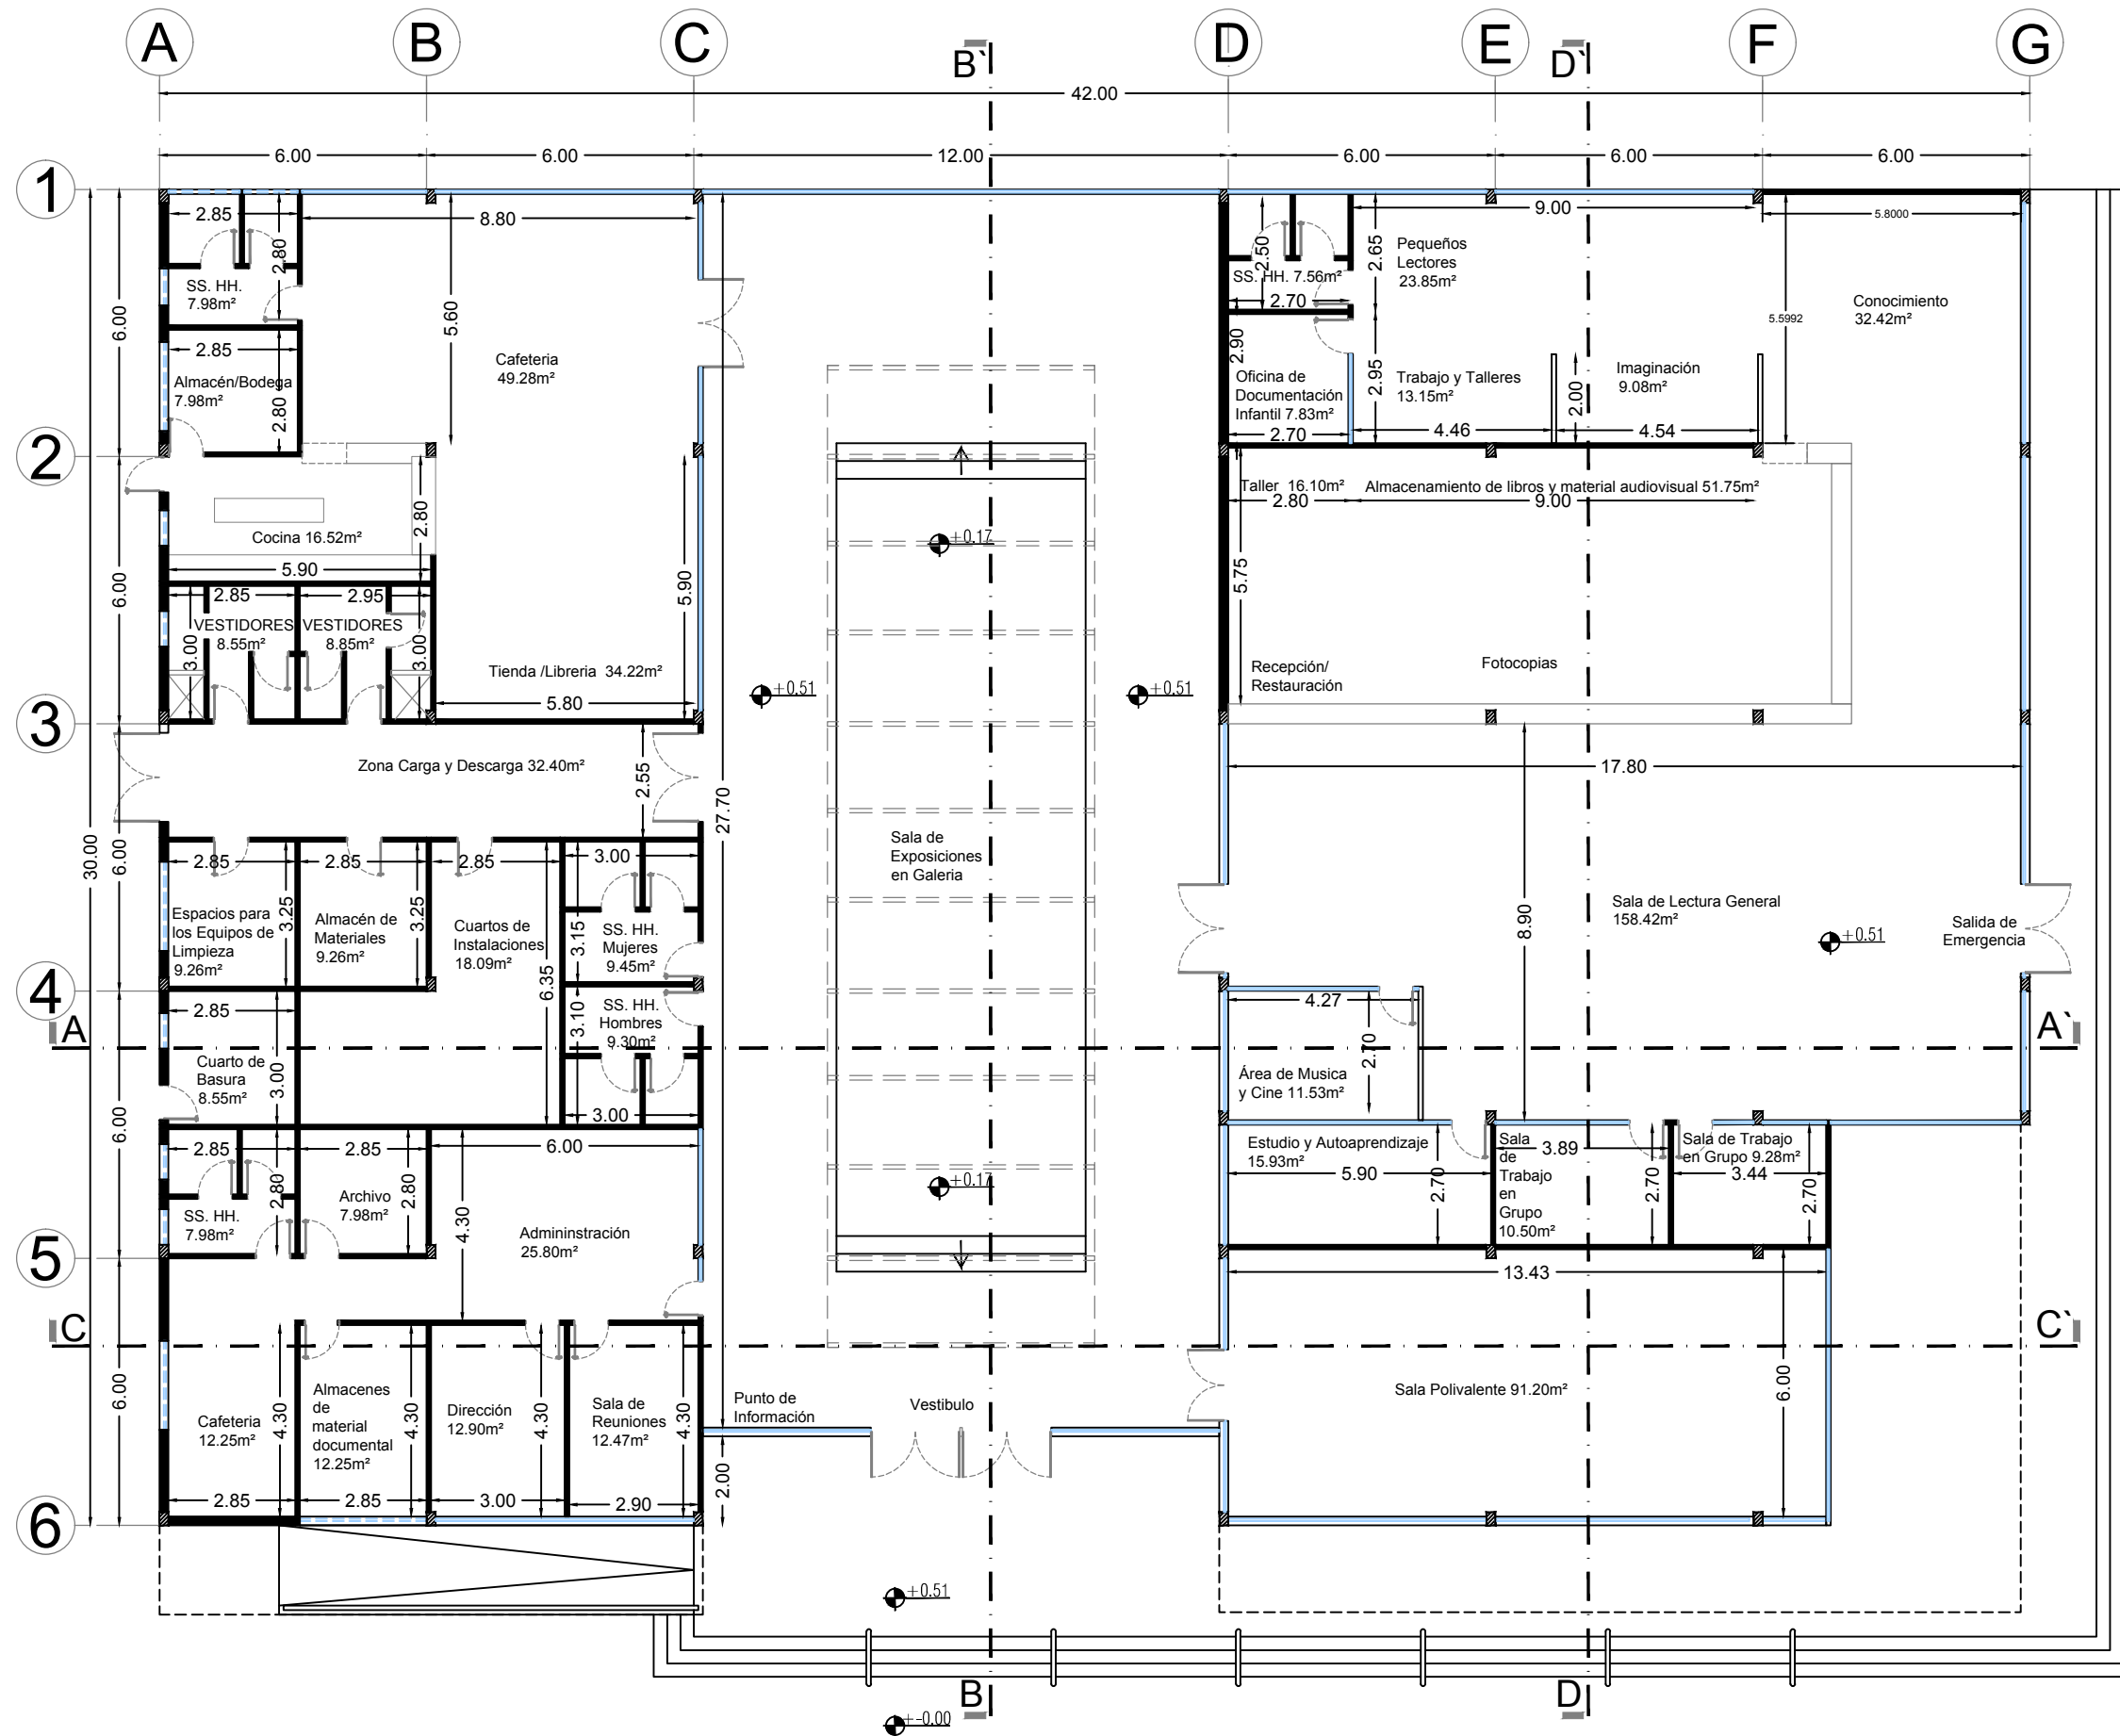 A
B
C
D
E
F
G
B`
D`
42.00
6.00
6.00
12.00
6.00
6.00
6.00
1
2.85
8.80
9.00
5.8000
2.80
5.60
2.50
2.65
Pequeños
Lectores
23.85m²
SS. HH.
7.98m²
SS. HH. 7.56m²
2.70
Conocimiento
32.42m²
5.5992
6.00
2.85
Almacén/Bodega
7.98m²
2.80
Cafeteria
49.28m²
2.90
2.95
Oficina de
Documentación
Infantil 7.83m²
2.70
Trabajo y Talleres
13.15m²
4.46
2.00
Imaginación
9.08m²
4.54
2
Taller 16.10m²
2.80
Almacenamiento de libros y material audiovisual 51.75m²
9.00
Cocina 16.52m²
2.80
5.90
+0.17
6.00
2.85
2.95
VESTIDORES
8.55m²
VESTIDORES
8.85m²
3.00
3.00
5.90
5.75
Tienda /Libreria 34.22m²
5.80
+0.51
+0.51
Recepción/
Restauración
Fotocopias
3
Zona Carga y Descarga 32.40m²
2.55
17.80
27.70
30.00
6.00
2.85
2.85
2.85
3.00
Sala de
Exposiciones
en Galeria
Espacios para
los Equipos de
Limpieza
9.26m²
3.25
Almacén de
Materiales
9.26m²
3.25
Cuartos de
Instalaciones
18.09m²
6.35
3.15
SS. HH.
Mujeres
9.45m²
8.90
Sala de Lectura General
158.42m²
+0.51
Salida de
Emergencia
4
2.85
3.10
SS. HH.
Hombres
9.30m²
4.27
A
A`
Cuarto de
Basura
8.55m²
3.00
3.00
2.70
Área de Musica
y Cine 11.53m²
6.00
2.85
2.85
6.00
2.80
SS. HH.
7.98m²
Archivo
7.98m²
2.80
4.30
Admininstración
25.80m²
+0.17
Estudio y Autoaprendizaje
15.93m²
5.90
2.70
Sala
de
Trabajo
en
Grupo
10.50m²
3.89
2.70
Sala de Trabajo
en Grupo 9.28m²
3.44
2.70
5
13.43
C
C`
6.00
Cafeteria
12.25m²
4.30
2.85
Almacenes
de
material
documental
12.25m²
4.30
2.85
Dirección
12.90m²
4.30
3.00
Sala de
Reuniones
12.47m²
4.30
2.90
Punto de
Información
Vestibulo
2.00
Sala Polivalente 91.20m²
6.00
6
+0.51
B
D
+-0.00